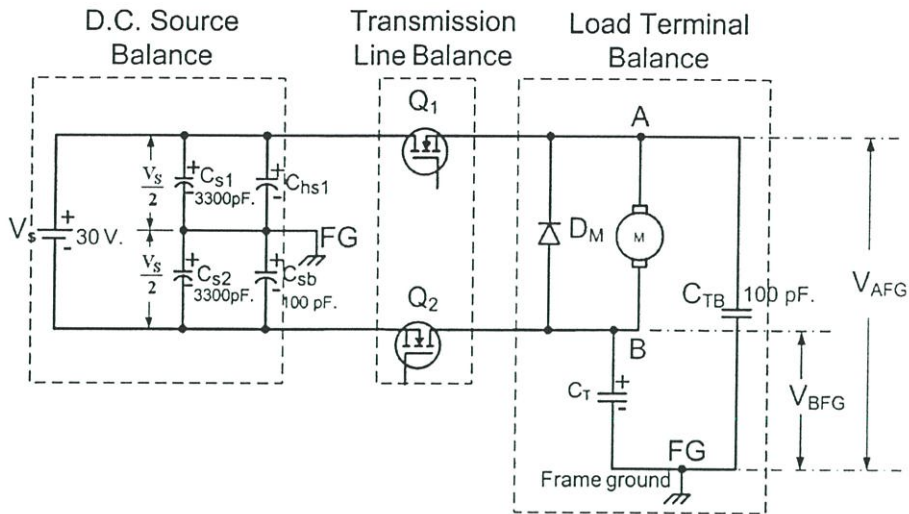 D.C. Source
Balance
Transmission
Line Balance
Load Terminal
Balance
Q1
A
Vs/2
+
Cs1
-
3300pF.
+
Chs1
-
Vs
+
-
30 V.
FG
DM
M
Vs/2
+
Cs2
-
3300pF.
+
Csb
-
100 pF.
Q2
CTB
100 pF.
VAFG
B
CT
+
-
VBFG
FG
Frame ground